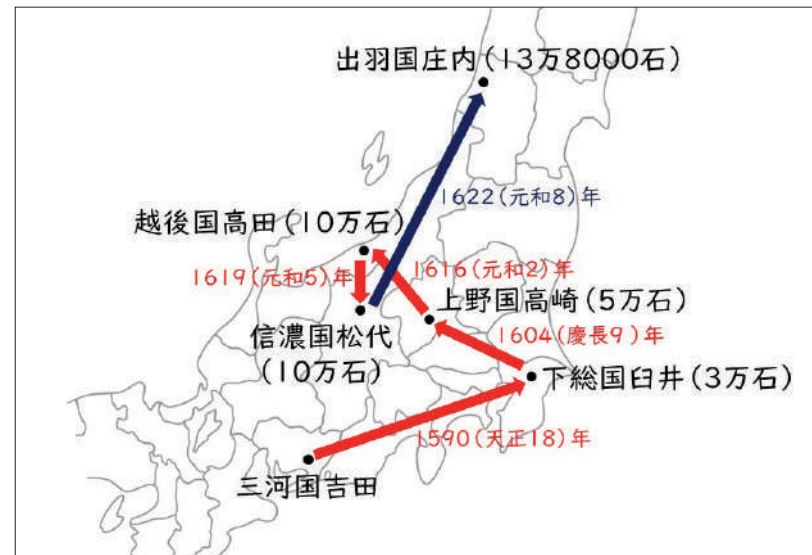 出羽国庄内(13万8000石)
1622(元和8)年
越後国高田(10万石)
1619(元和5)年
1616(元和2)年
上野国高崎(5万石)
信濃国松代
(10万石)
1604(慶長9)年
下総国臼井(3万石)
1590(天正18)年
三河国吉田